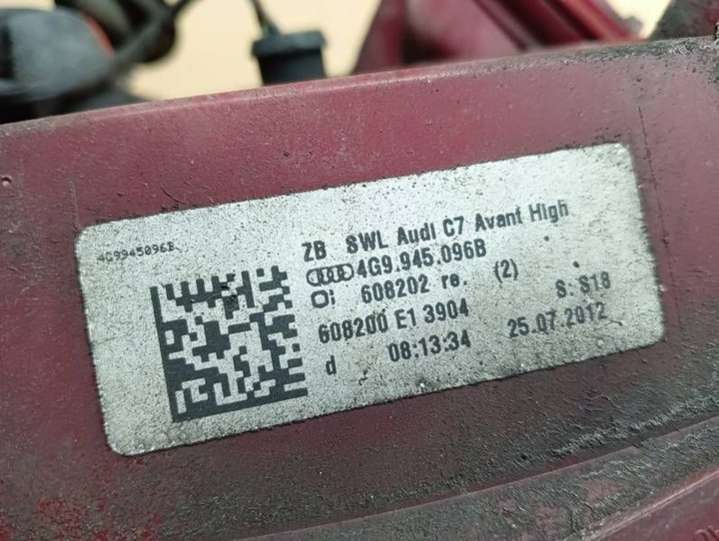 4G9945096B
ZB SWL Audi C7 Avant High
4G9.945.096B
608202 re. (2)
608200 E1 3904 S: S18
d 08:13:34 25.07.2012